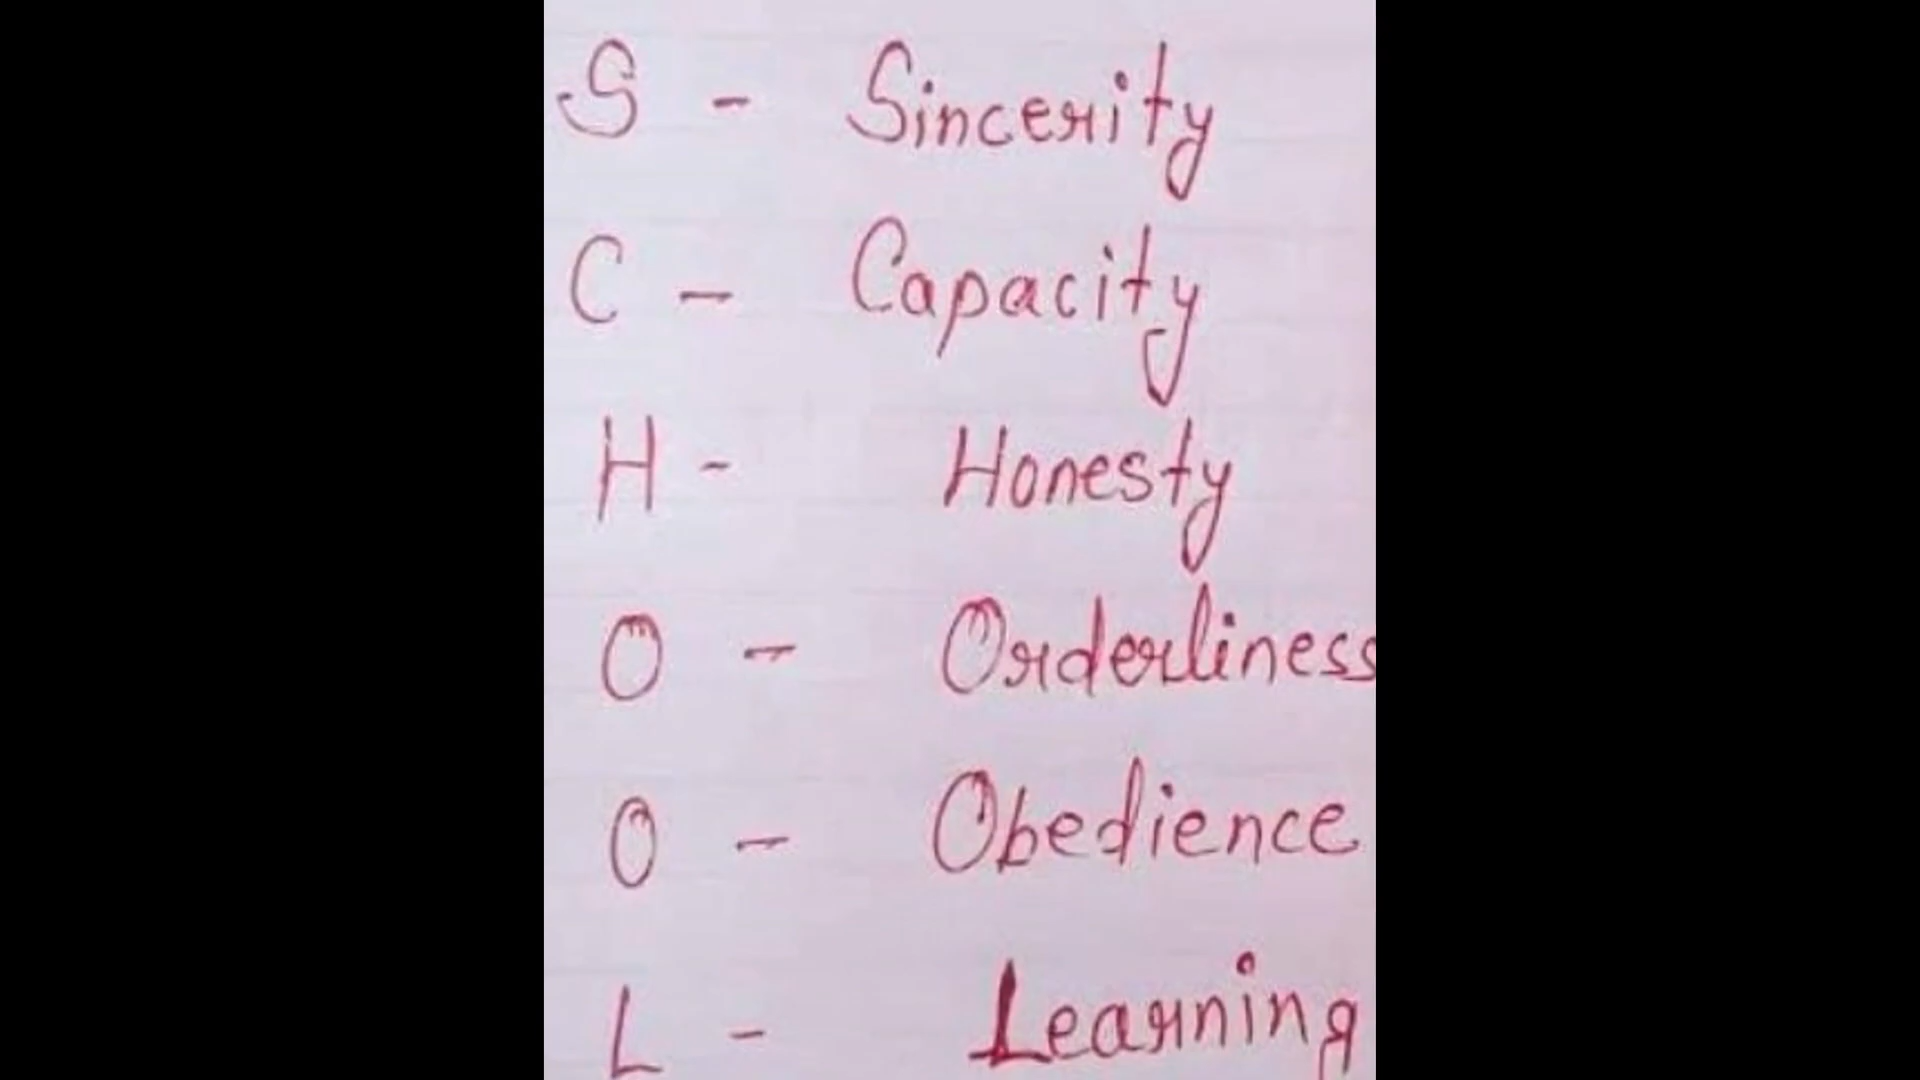 S - Sincerity
C - Capacity
H - Honesty
O - Orderliness
O - Obedience
L - Learning